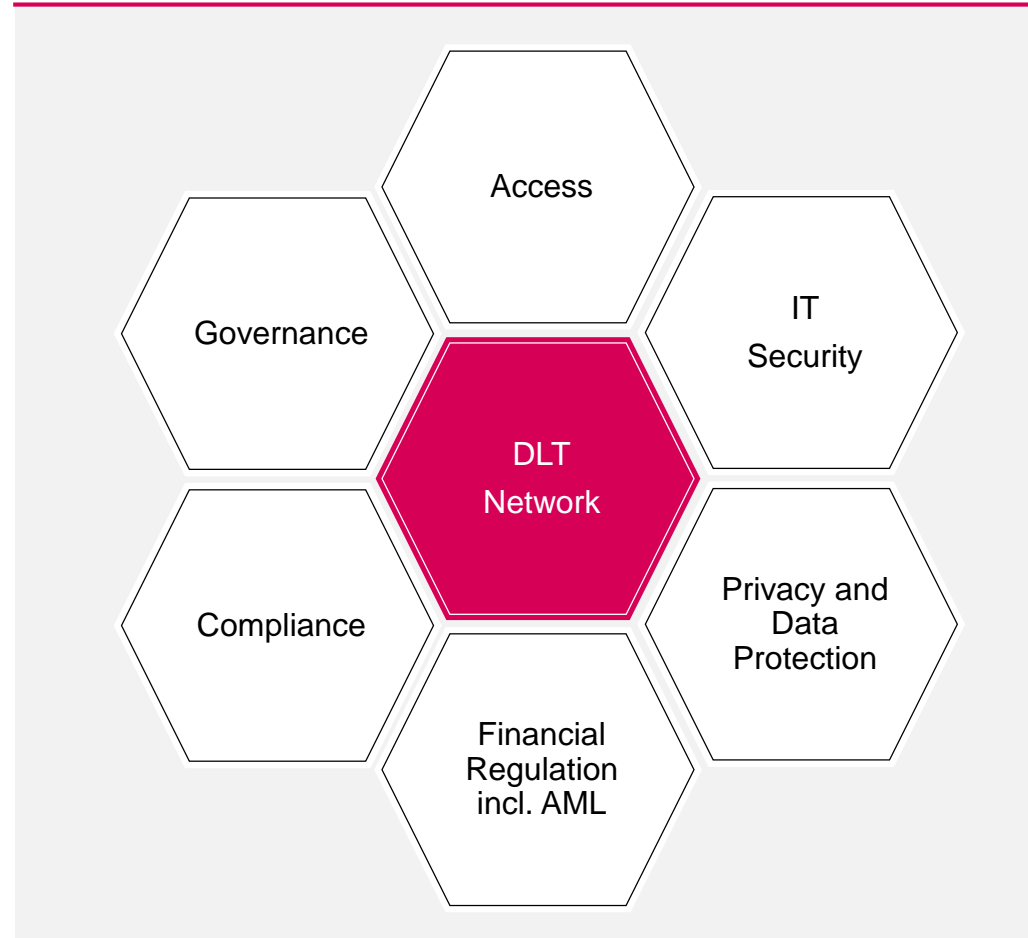 Access
IT
Security
Governance
DLT
Network
Privacy and
Data
Protection
Compliance
Financial
Regulation
incl. AML